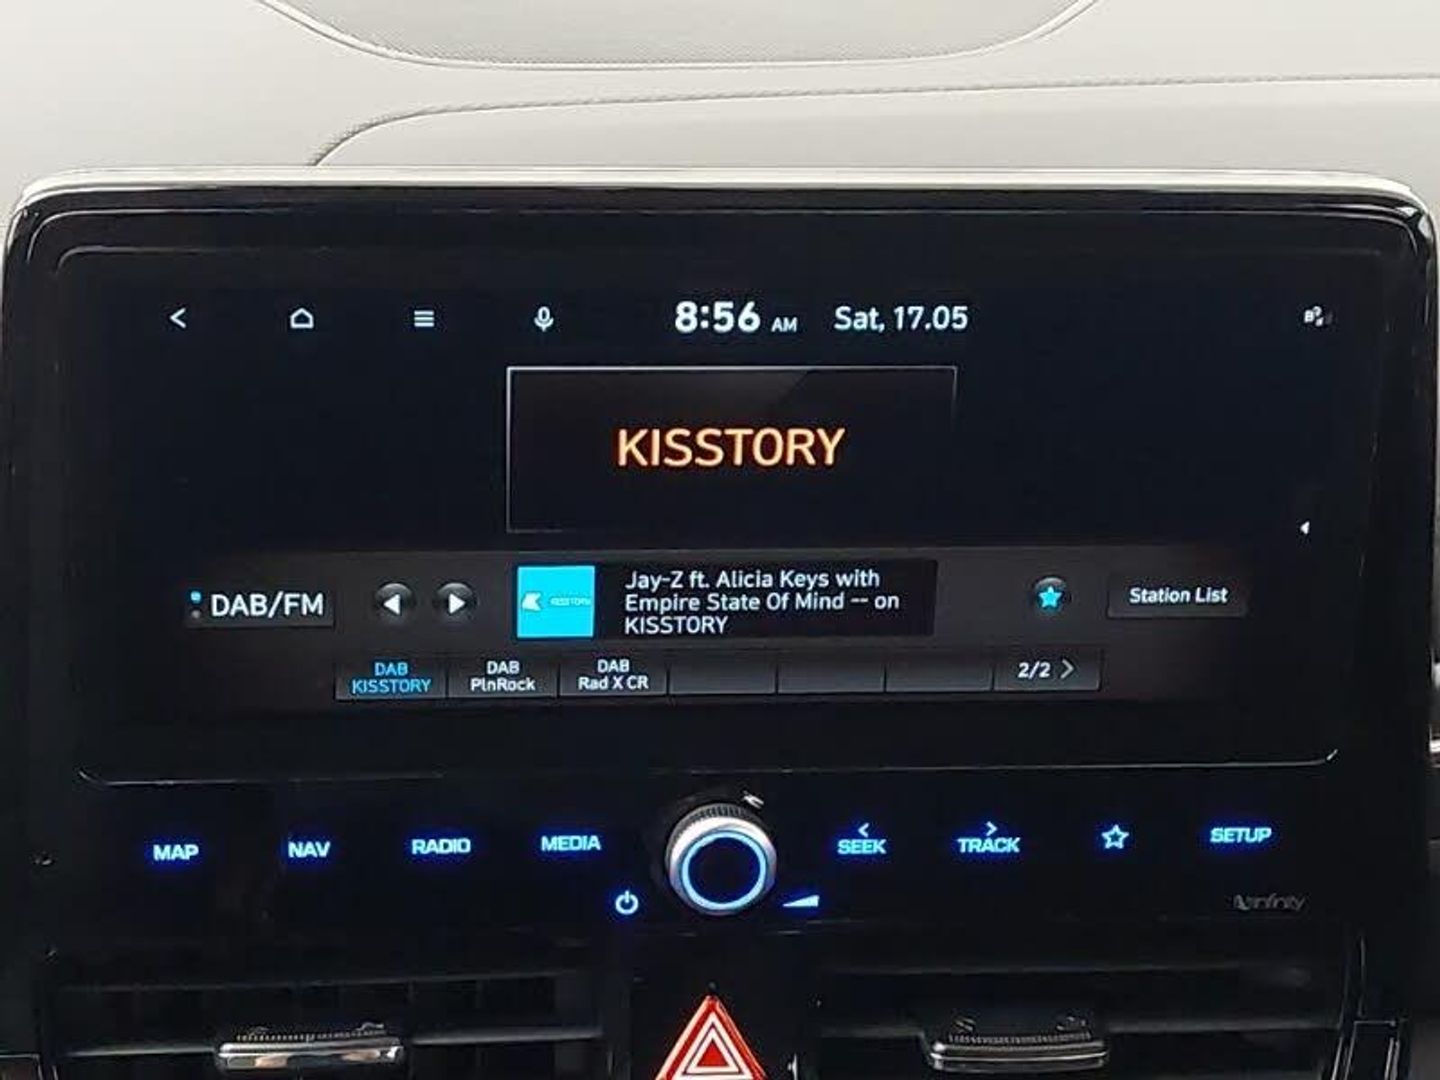 8:56 AM Sat, 17.05
KISSTORY
DAB/FM
KISSTORY
Jay-Z ft. Alicia Keys with
Empire State Of Mind -- on
KISSTORY
Station List
DAB
KISSTORY
DAB
PlnRock
DAB
Rad X CR
2/2
MAP
NAV
RADIO
MEDIA
SEEK
TRACK
SETUP
infinity